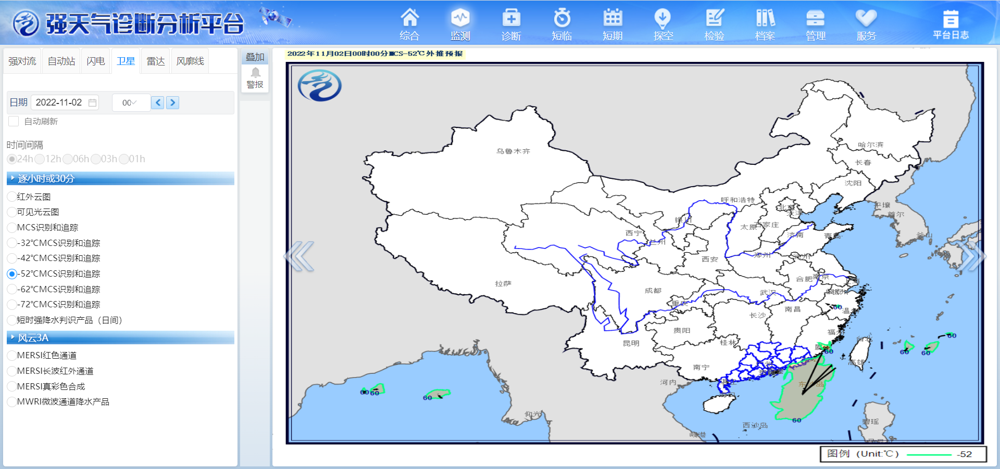 强天气诊断分析平台
综合 监测 诊断 短临 短期 探空 检验 档案 管理 服务 平台日志
强对流 自动站 闪电 卫星 雷达 风廓线
叠加
警报
日期 2022-11-02 00
自动刷新
时间间隔
24h 12h 06h 03h 01h
逐小时或30分
红外云图
可见光云图
MCS识别和追踪
-32℃MCS识别和追踪
-42℃MCS识别和追踪
-52℃MCS识别和追踪
-62℃MCS识别和追踪
-72℃MCS识别和追踪
短时强降水判识产品（日间）
风云3A
MERSI红色通道
MERSI长波红外通道
MERSI真彩色合成
MWRI微波通道降水产品
2022年11月02日00时00分MCS-52℃外推预报
乌鲁木齐
哈尔滨
长春
沈阳
呼和浩特
平壤
首尔
北京
天津
银川
太原
石家庄
西宁
兰州
济南
青岛
釜山
西安
郑州
徐州
拉萨
成都
合肥
南京
上海
武汉
重庆
60
南昌
温州
长沙
贵阳
福州
昆明
桂林
台北
60
60
60
60
南宁
高雄
河内
湛江
东沙岛
60
60
60
海口
仰光
60
西沙岛
碧瑶
岘港
图例 (Unit:℃) -52